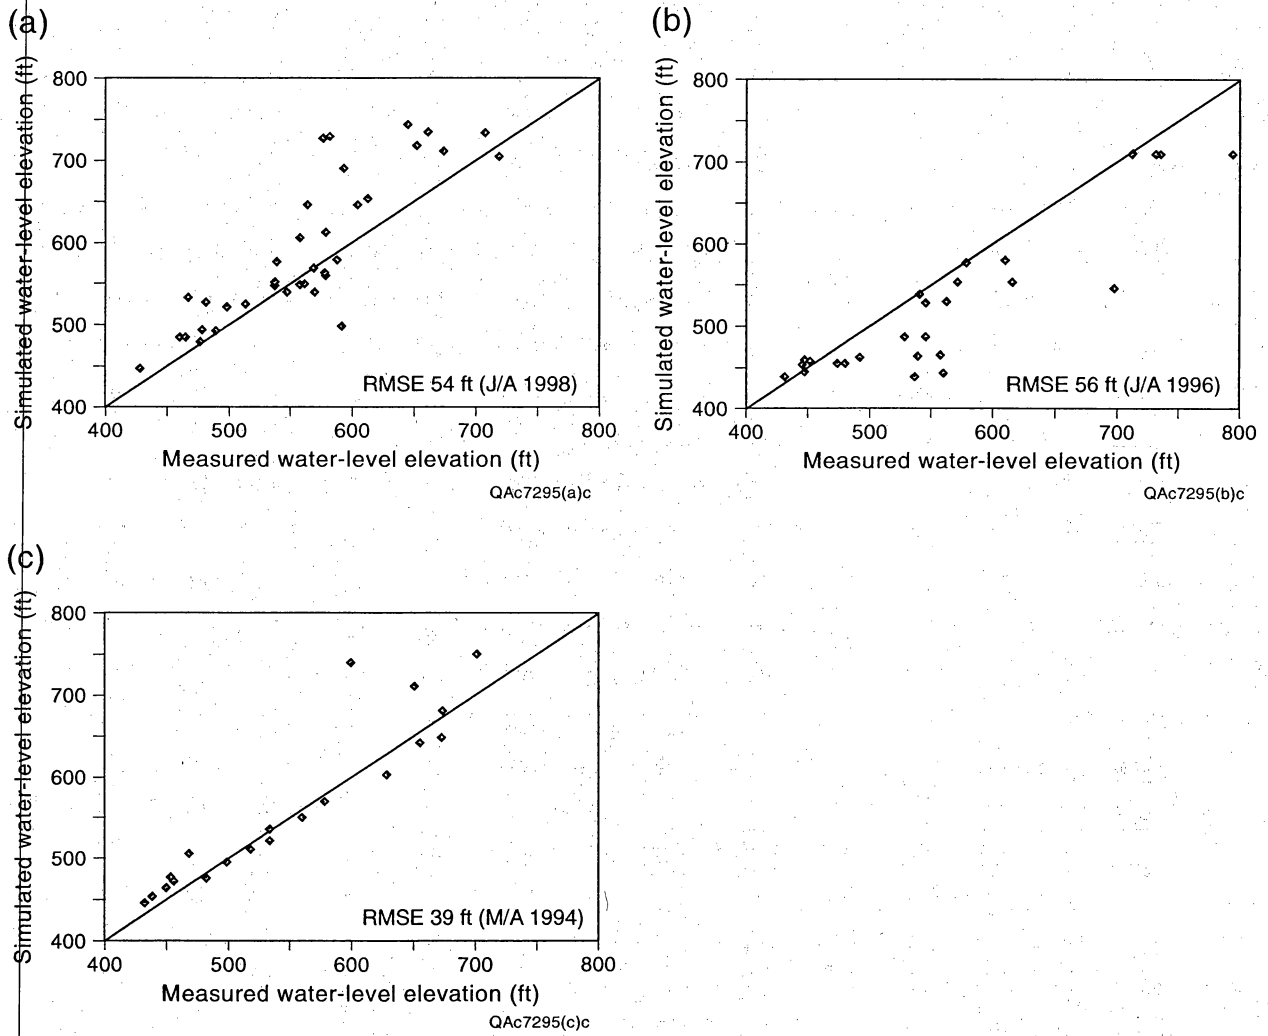 (a)
Simulated water-level elevation (ft)
800
700
600
500
400
RMSE 54 ft (J/A 1998)
400 500 600 700 800
Measured water-level elevation (ft)
QAc7295(a)c
(b)
Simulated water-level elevation (ft)
800
700
600
500
400
RMSE 56 ft (J/A 1996)
400 500 600 700 800
Measured water-level elevation (ft)
QAc7295(b)c
(c)
Simulated water-level elevation (ft)
800
700
600
500
400
RMSE 39 ft (M/A 1994)
400 500 600 700 800
Measured water-level elevation (ft)
QAc7295(c)c